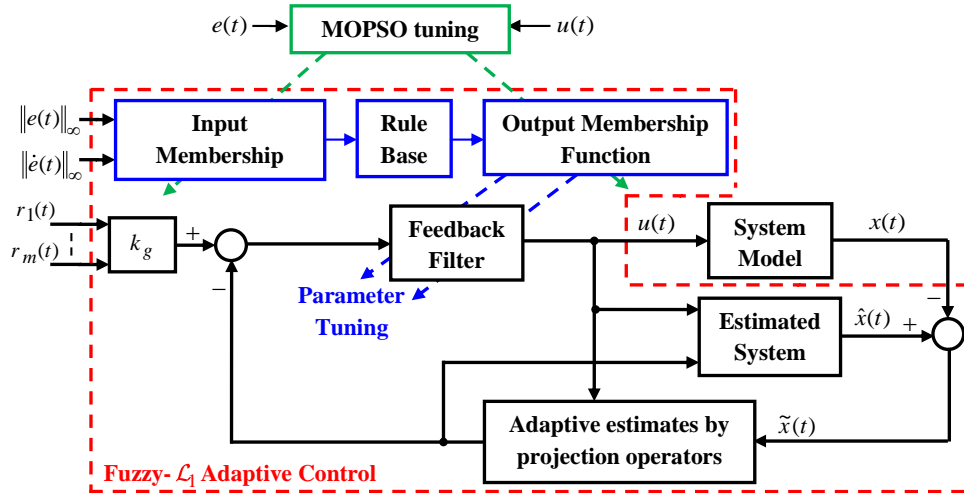 e(t)
MOPSO tuning
u(t)
‖e(t)‖∞
‖ė(t)‖∞
Input
Membership
Rule
Base
Output Membership
Function
r₁(t)
rₘ(t)
k_g
+
−
Feedback
Filter
u(t)
System
Model
x(t)
Parameter
Tuning
Estimated
System
x̂(t)
+
−
Adaptive estimates by
projection operators
x̃(t)
Fuzzy- ℒ₁ Adaptive Control